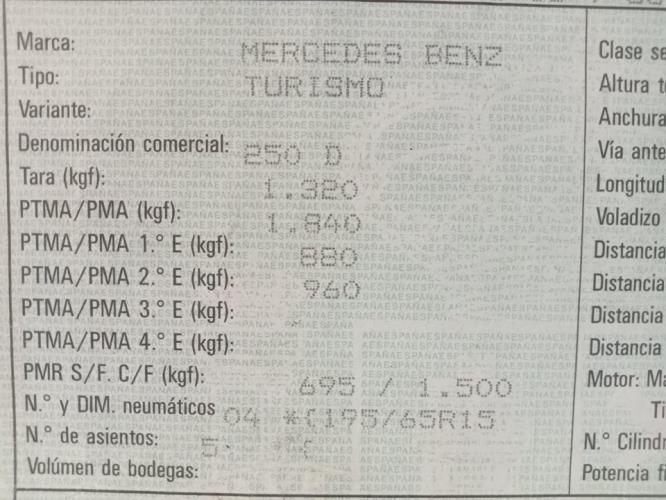 Marca: MERCEDES BENZ
Tipo: TURISMO
Variante:
Denominación comercial: 250 D
Tara (kgf): 1.320
PTMA/PMA (kgf): 1.840
PTMA/PMA 1.° E (kgf): 880
PTMA/PMA 2.° E (kgf): 960
PTMA/PMA 3.° E (kgf):
PTMA/PMA 4.° E (kgf):
PMR S/F. C/F (kgf): 695 / 1.500
N.° y DIM. neumáticos 04 *(195/65R15
N.° de asientos: 5
Volúmen de bodegas:
Clase se
Altura t
Anchura
Vía ante
Longitud
Voladizo
Distancia
Distancia
Distancia
Distancia
Motor: Ma
Ti
N.° Cilind
Potencia fi